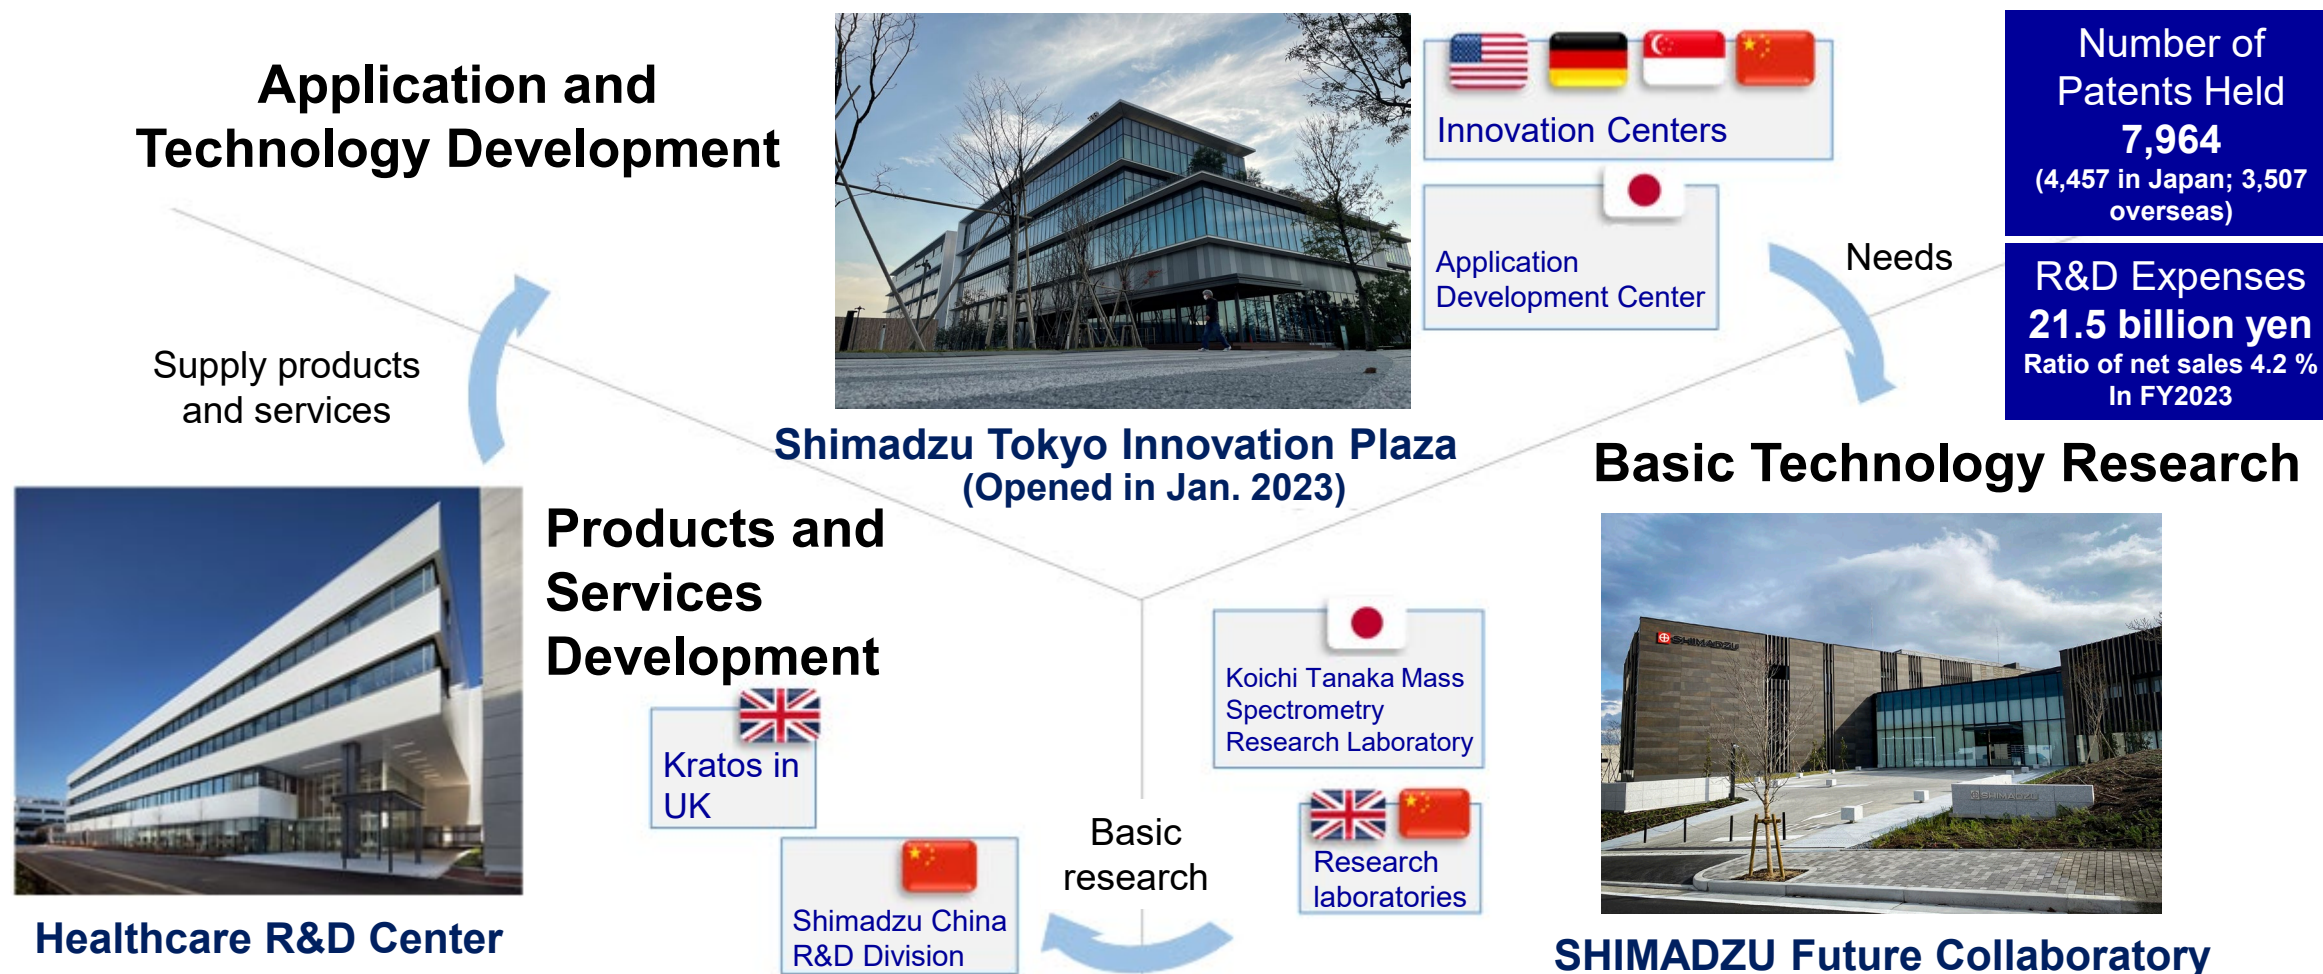 Application and
Technology Development
Innovation Centers
Application
Development Center
Needs
Number of
Patents Held
7,964
(4,457 in Japan; 3,507
overseas)
R&D Expenses
21.5 billion yen
Ratio of net sales 4.2 %
In FY2023
Supply products
and services
Shimadzu Tokyo Innovation Plaza
(Opened in Jan. 2023)
Basic Technology Research
Products and
Services
Development
Kratos in
UK
Shimadzu China
R&D Division
Basic
research
Koichi Tanaka Mass
Spectrometry
Research Laboratory
Research
laboratories
SHIMADZU
SHIMADZU
Healthcare R&D Center
SHIMADZU Future Collaboratory